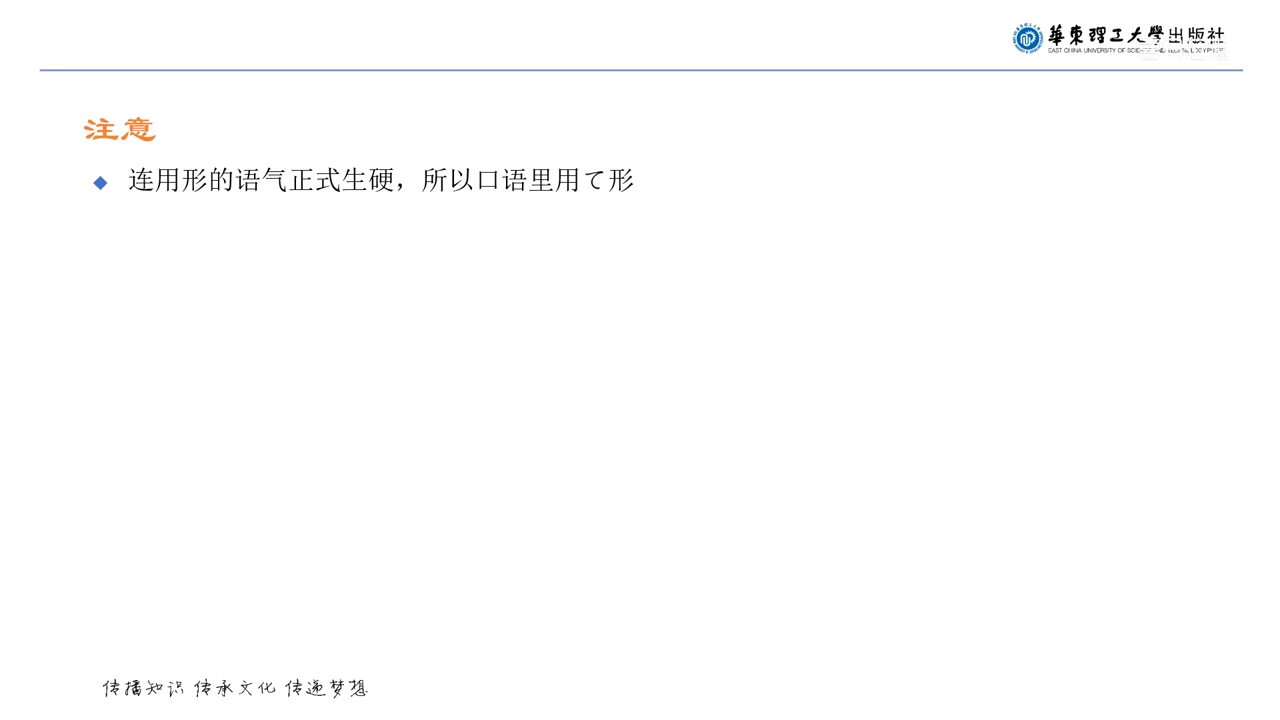 華東理工大學出版社
EAST CHINA UNIVERSITY OF SCIENCE AND TECHNOLOGY PRESS
注意
连用形的语气正式生硬，所以口语里用て形
传播知识 传承文化 传递梦想